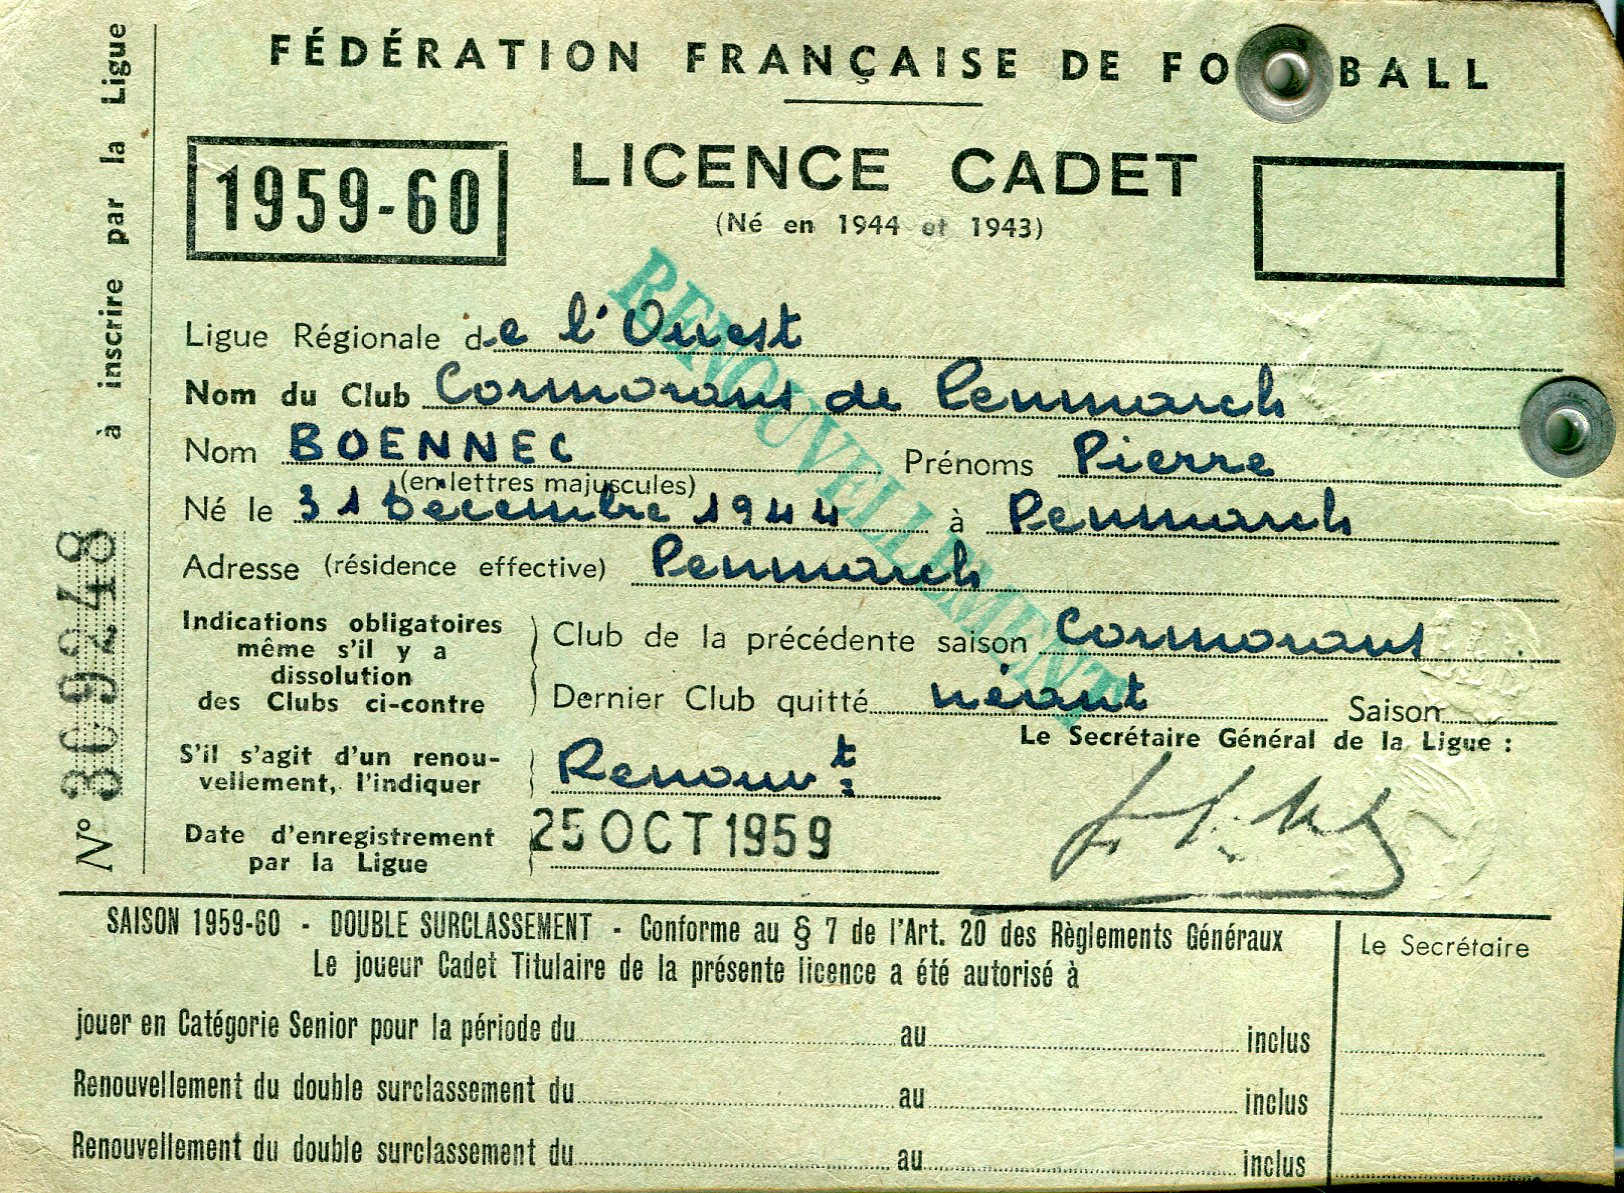 FÉDÉRATION FRANÇAISE DE FO BALL
1959-60
LICENCE CADET
(Né en 1944 et 1943)
RENOUVELLEMENT
Ligue Régionale de l'Ouest
Nom du Club Cormorans de Penmarch
Nom BOENNEC Prénoms Pierre
(en lettres majuscules)
Né le 31 Décembre 1944 à Penmarch
Adresse (résidence effective) Penmarch
Indications obligatoires
même s'il y a
dissolution
des Clubs ci-contre
Club de la précédente saison Cormorans
Dernier Club quitté néant Saison
Le Secrétaire Général de la Ligue :
S'il s'agit d'un renou-
vellement, l'indiquer
Renouvt
Date d'enregistrement
par la Ligue
25 OCT 1959
N° 309248 à inscrire par la Ligue
SAISON 1959-60 - DOUBLE SURCLASSEMENT - Conforme au § 7 de l'Art. 20 des Règlements Généraux
Le joueur Cadet Titulaire de la présente licence a été autorisé à
Le Secrétaire
jouer en Catégorie Senior pour la période du au inclus
Renouvellement du double surclassement du au inclus
Renouvellement du double surclassement du au inclus